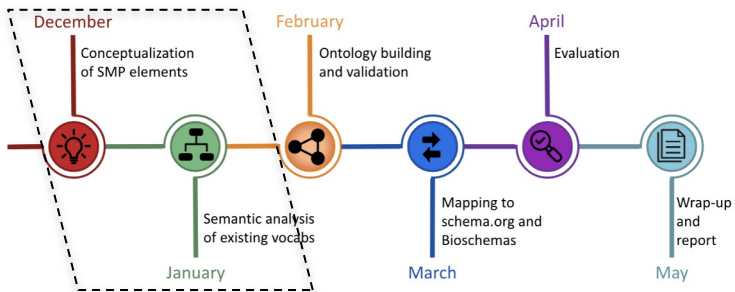 December
Conceptualization
of SMP elements
Semantic analysis
of existing vocabs
January
February
Ontology building
and validation
Mapping to
schema.org and
Bioschemas
March
April
Evaluation
Wrap-up
and
report
May